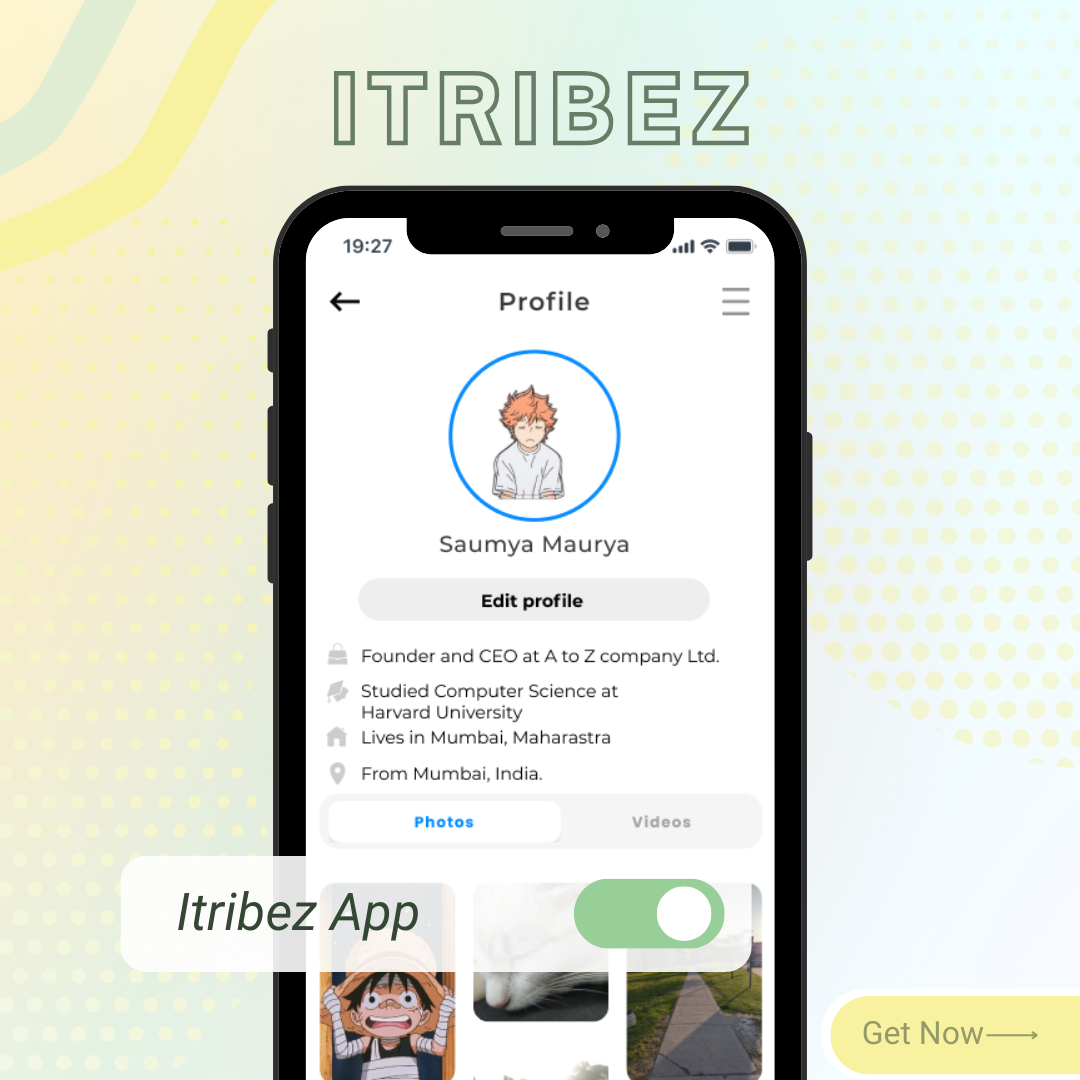 ITRIBEZ
19:27
Profile
Saumya Maurya
Edit profile
Founder and CEO at A to Z company Ltd.
Studied Computer Science at
Harvard University
Lives in Mumbai, Maharastra
From Mumbai, India.
Photos
Videos
Itribez App
Get Now